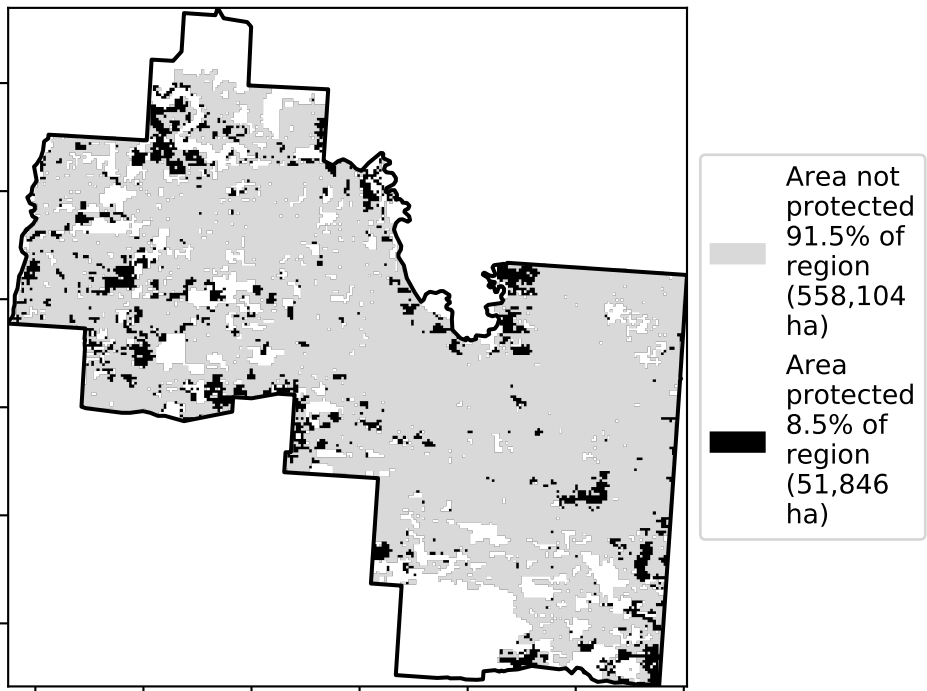 Area not
protected
91.5% of
region
(558,104
ha)
Area
protected
8.5% of
region
(51,846
ha)